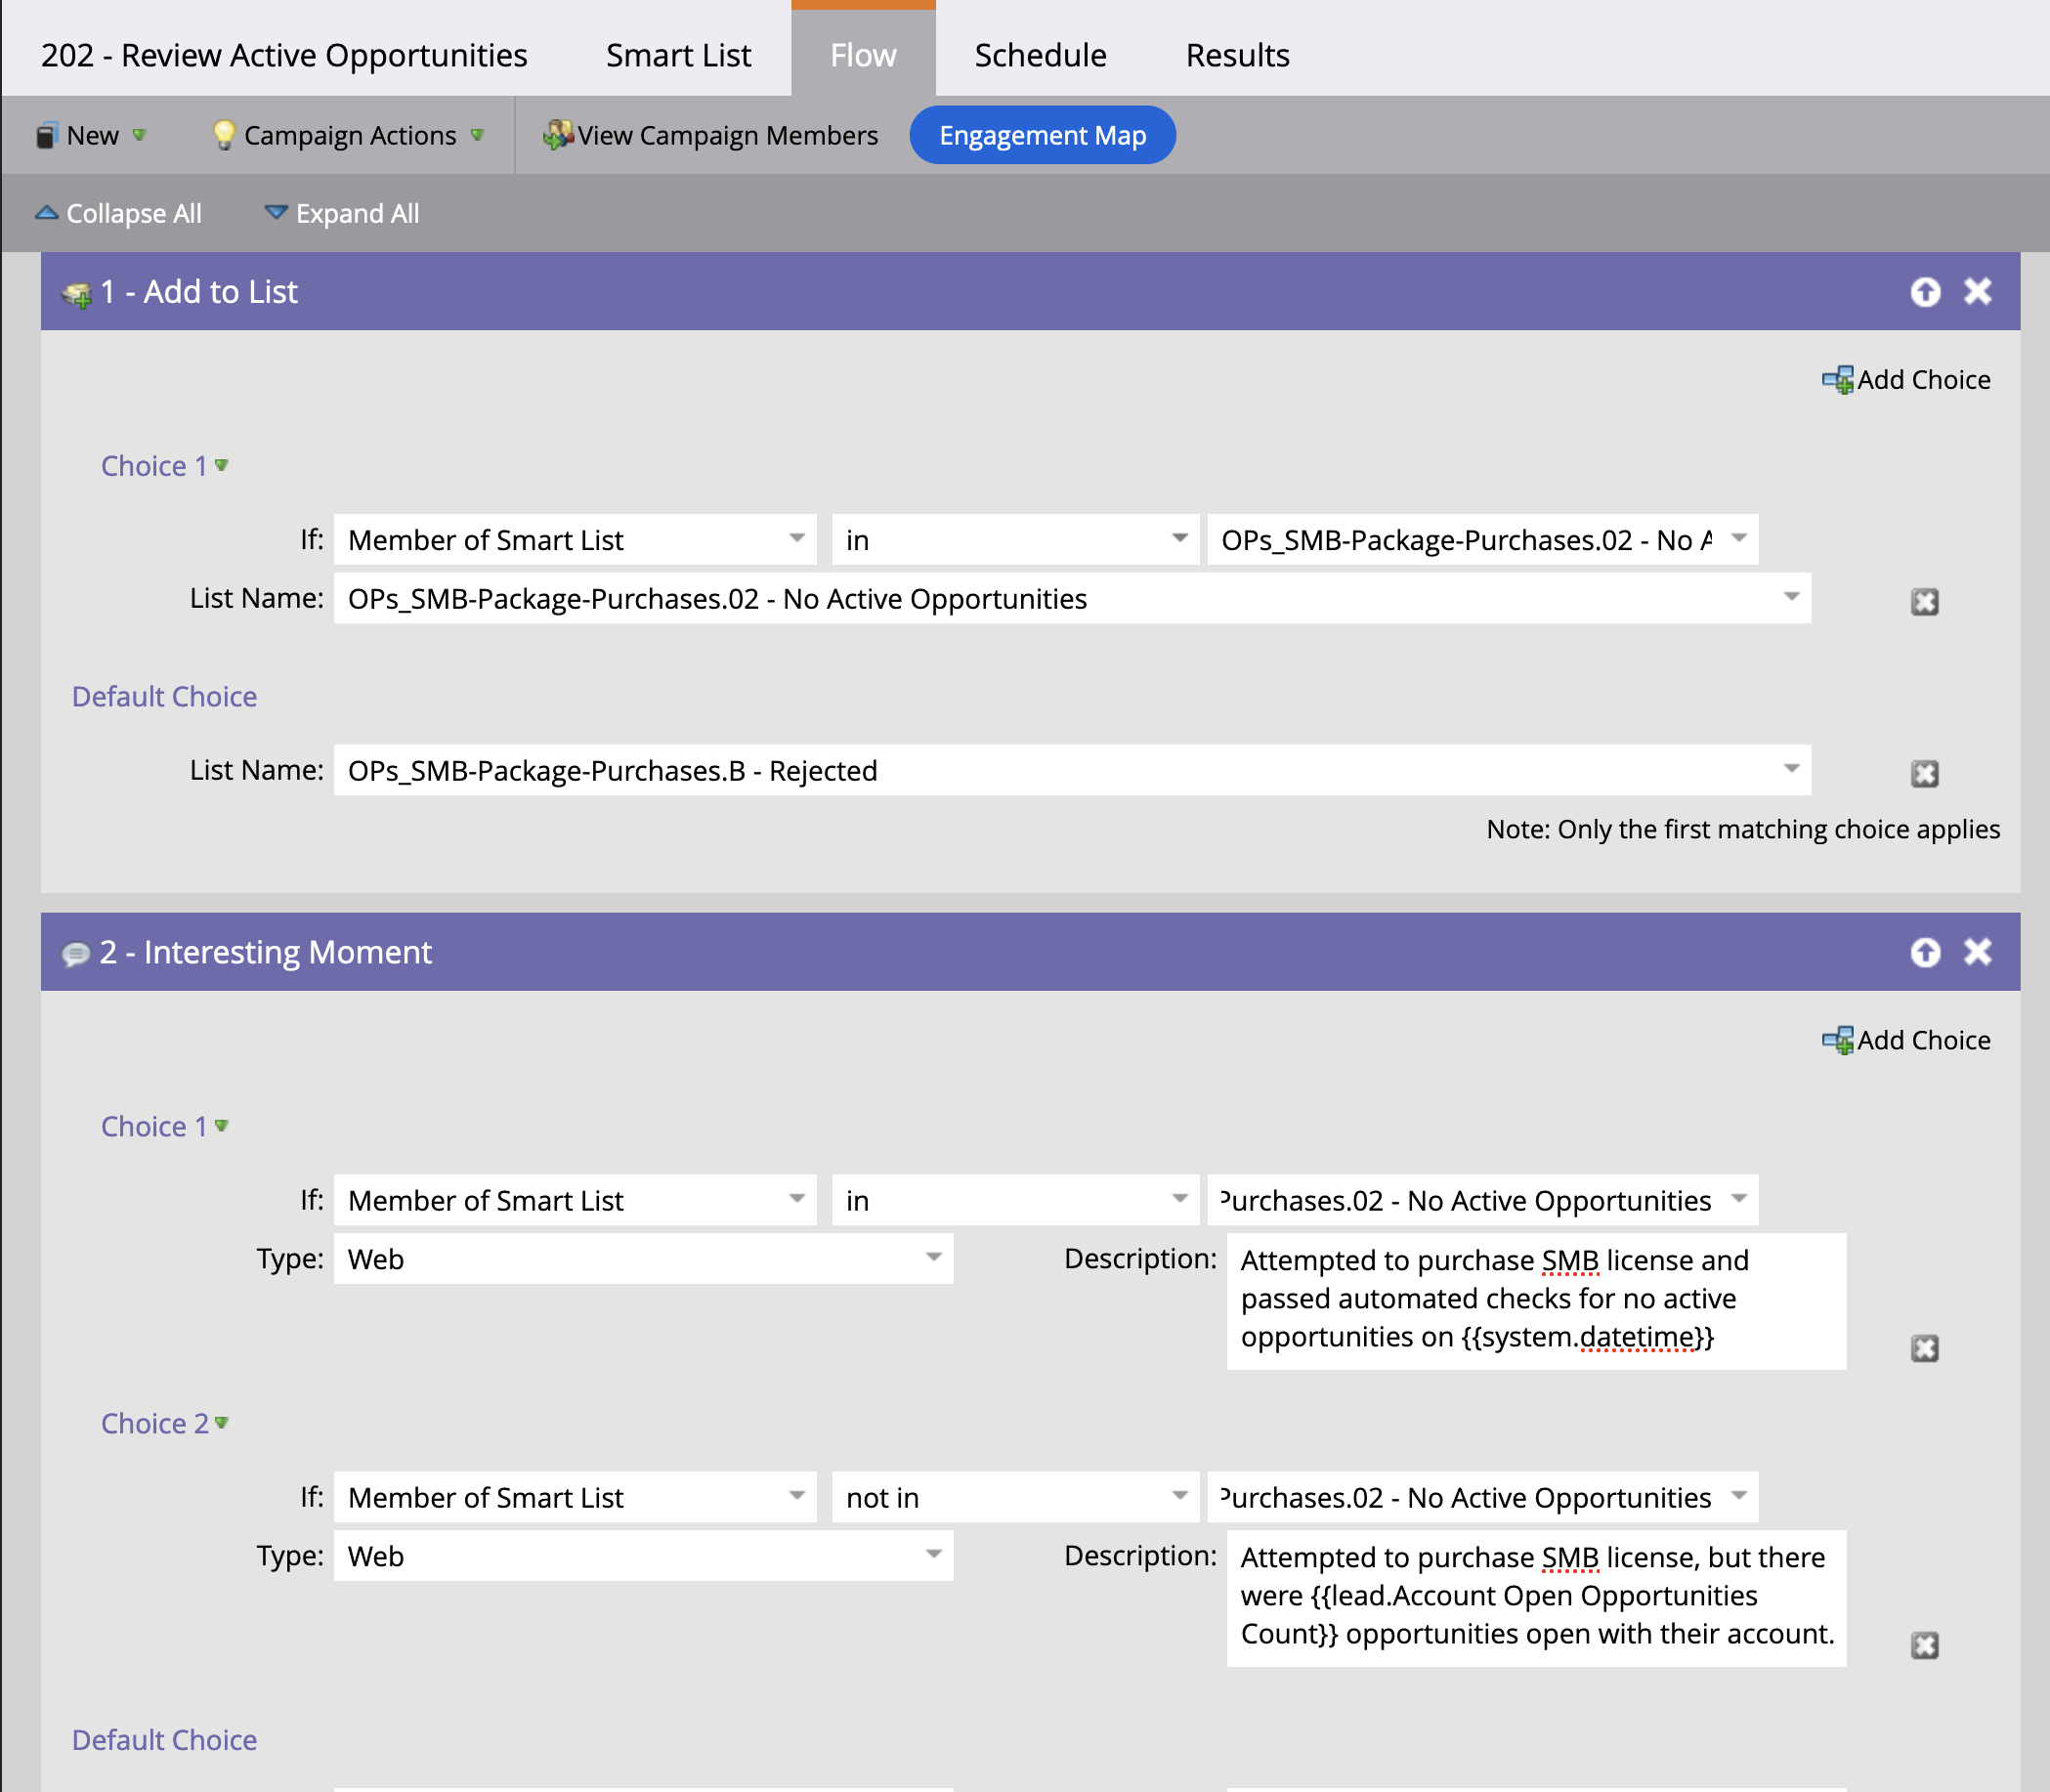 202 - Review Active Opportunities Smart List Flow Schedule Results
New Campaign Actions View Campaign Members Engagement Map
Collapse All Expand All
1 - Add to List
Add Choice
Choice 1
If: Member of Smart List in OPs_SMB-Package-Purchases.02 - No
List Name: OPs_SMB-Package-Purchases.02 - No Active Opportunities
Default Choice
List Name: OPs_SMB-Package-Purchases.B - Rejected
Note: Only the first matching choice applies
2 - Interesting Moment
Add Choice
Choice 1
If: Member of Smart List in Purchases.02 - No Active Opportunities
Type: Web Description: Attempted to purchase SMB license and
passed automated checks for no active
opportunities on {{system.datetime}}
Choice 2
If: Member of Smart List not in Purchases.02 - No Active Opportunities
Type: Web Description: Attempted to purchase SMB license, but there
were {{lead.Account Open Opportunities
Count}} opportunities open with their account.
Default Choice